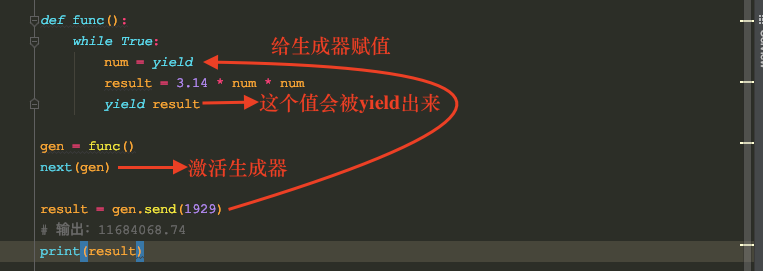 def func():
while True:
num = yield
给生成器赋值
result = 3.14 * num * num
yield result
这个值会被yield出来
gen = func()
next(gen)
激活生成器
result = gen.send(1929)
# 输出：11684068.74
print(result)